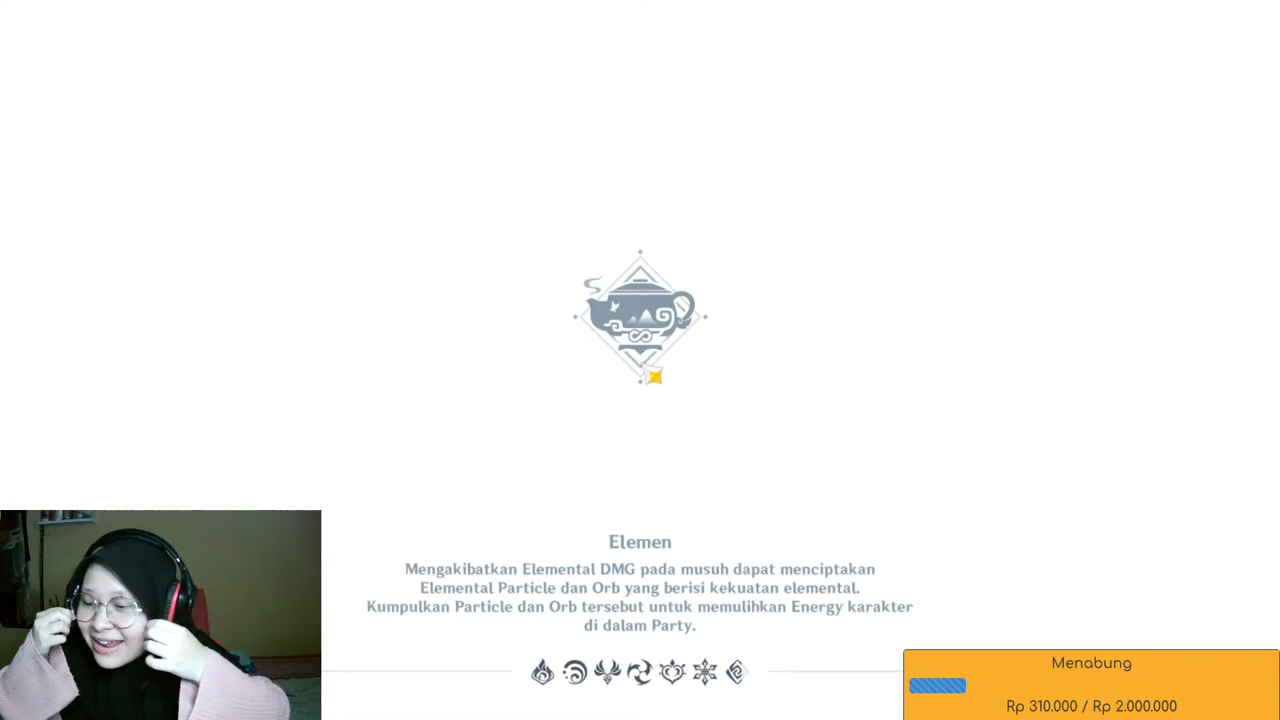 Elemen
Mengakibatkan Elemental DMG pada musuh dapat menciptakan
Elemental Particle dan Orb yang berisi kekuatan elemental.
Kumpulkan Particle dan Orb tersebut untuk memulihkan Energy karakter
di dalam Party.
Menabung
Rp 310.000 / Rp 2.000.000